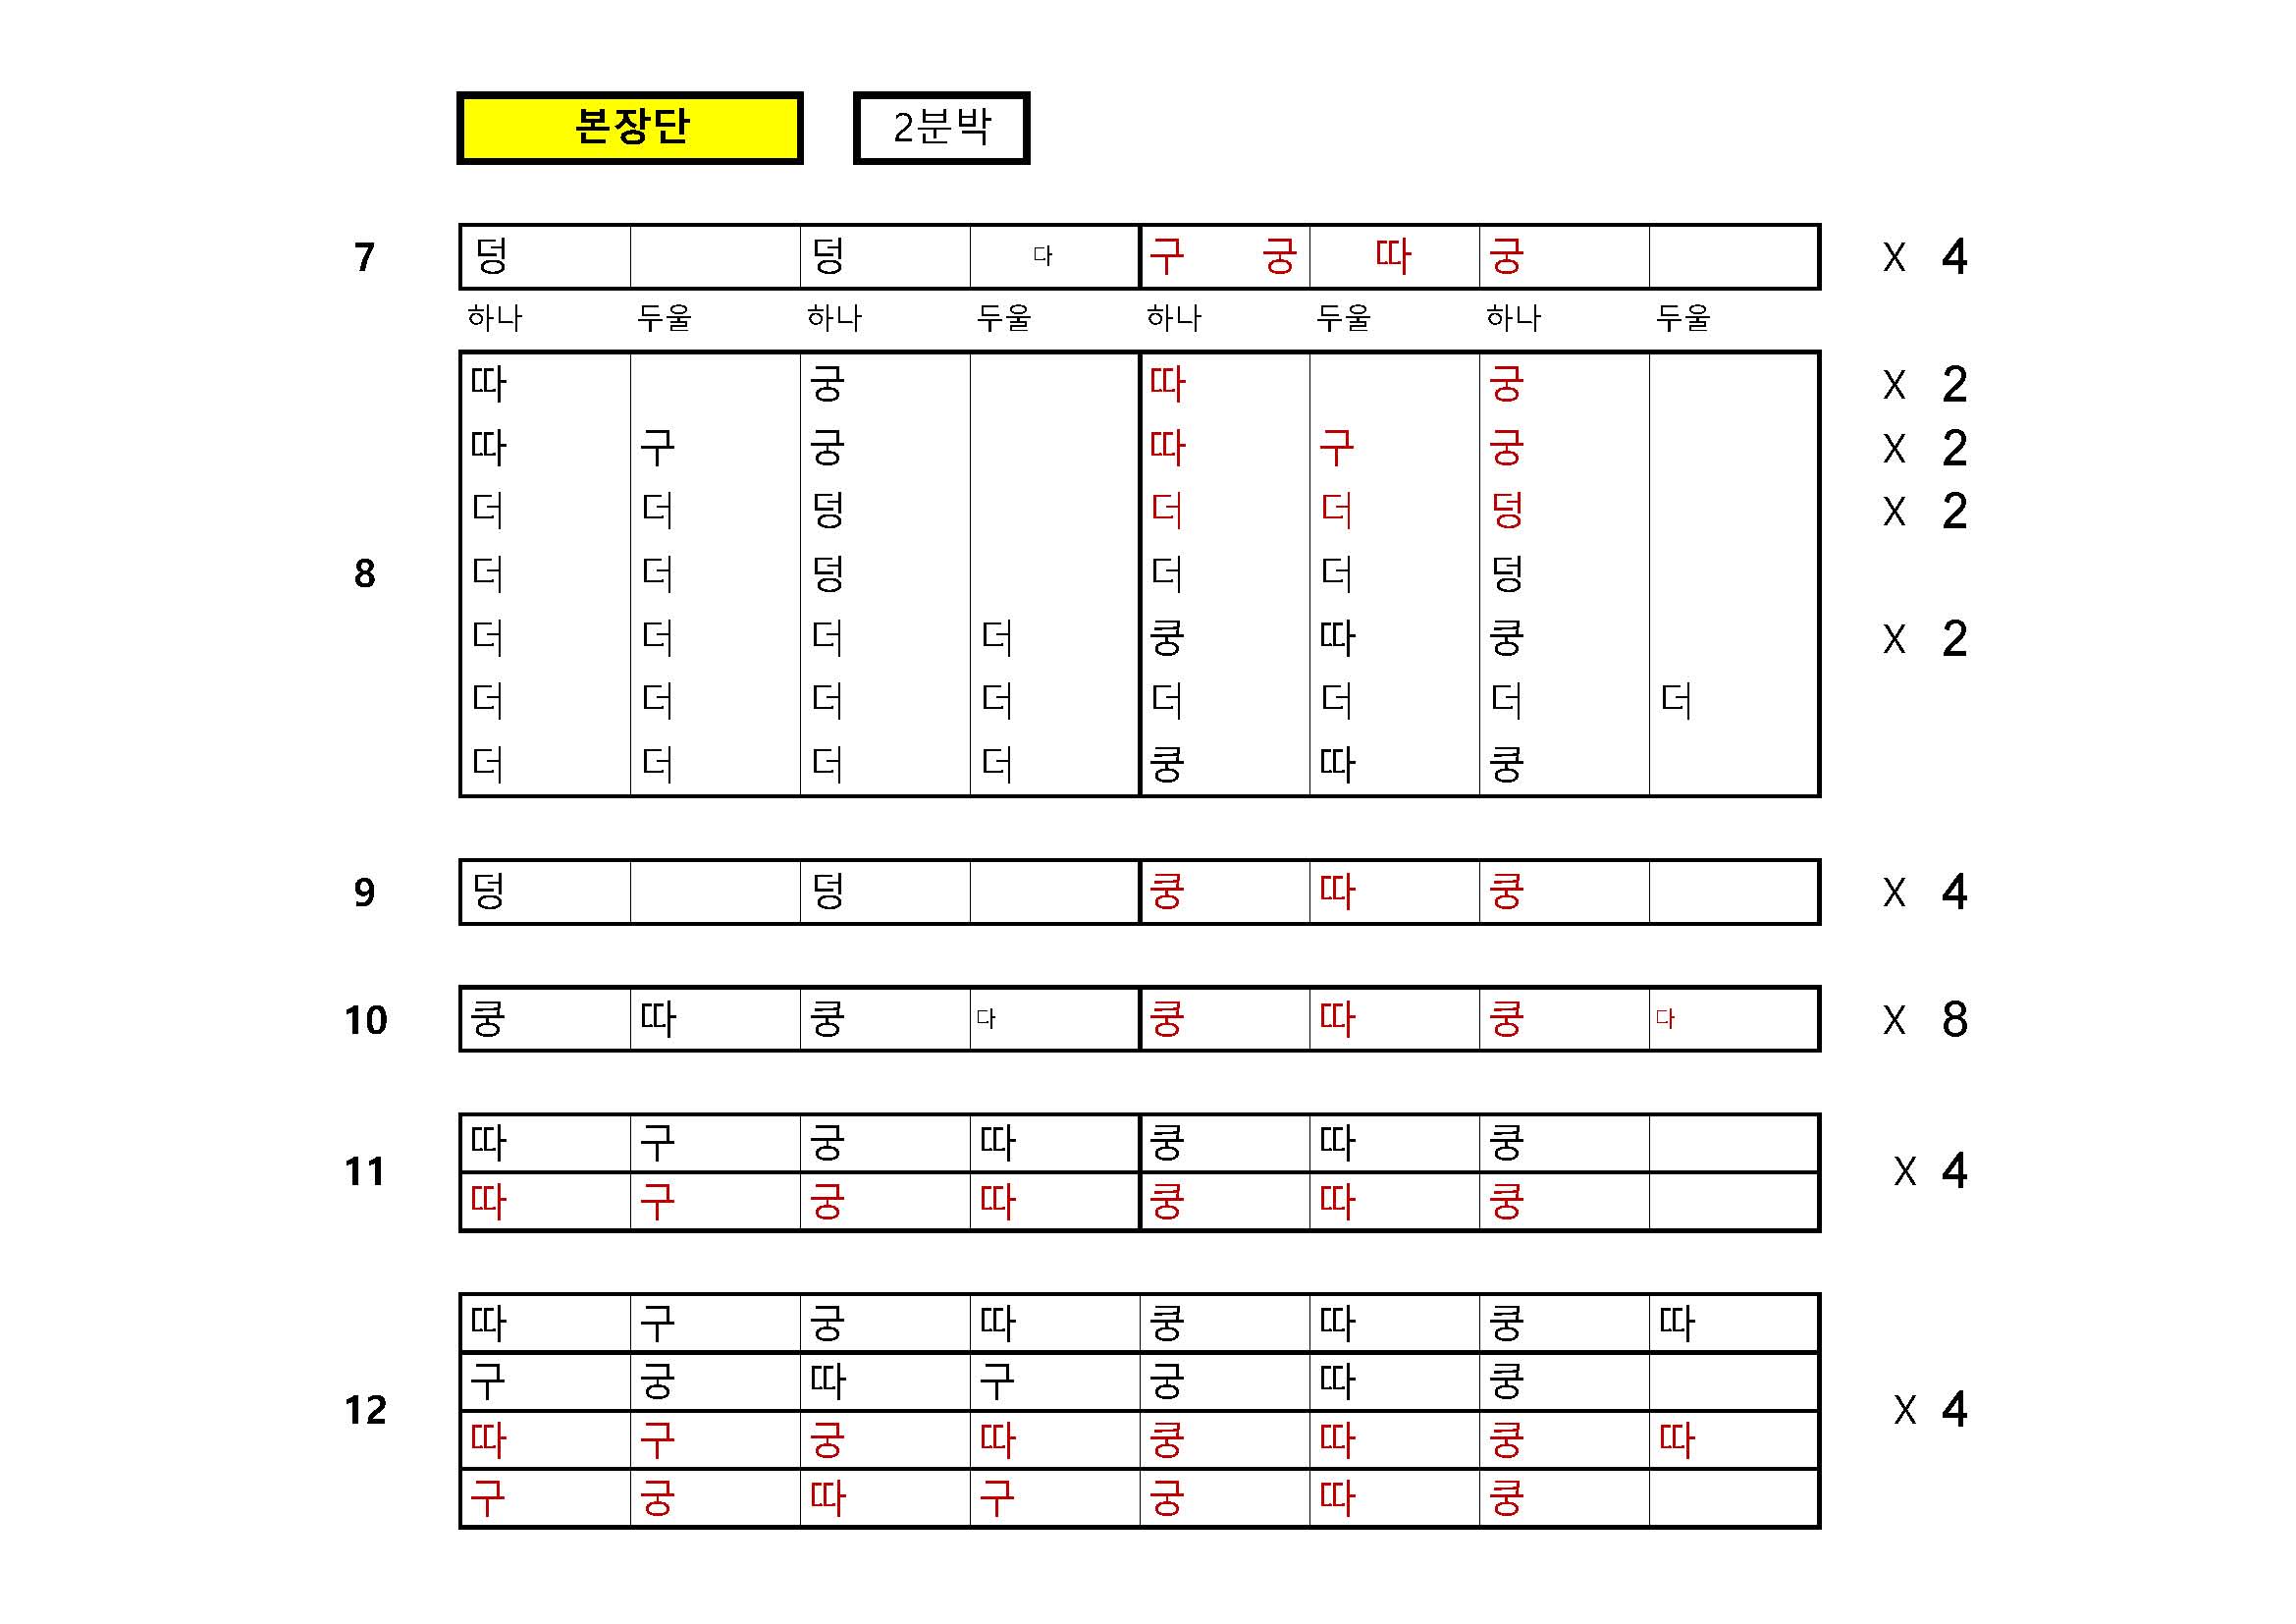 본장단 2분박
7 덩 덩 다 구 궁 따 궁 X 4
하나 두울 하나 두울 하나 두울 하나 두울
따 궁 따 궁 X 2
따 구 궁 따 구 궁 X 2
더 더 덩 더 더 덩 X 2
8 더 더 덩 더 더 덩
더 더 더 더 쿵 따 쿵 X 2
더 더 더 더 더 더 더 더
더 더 더 더 쿵 따 쿵
9 덩 덩 쿵 따 쿵 X 4
10 쿵 따 쿵 다 쿵 따 쿵 다 X 8
따 구 궁 따 쿵 따 쿵
11 X 4
따 구 궁 따 쿵 따 쿵
따 구 궁 따 쿵 따 쿵 따
구 궁 따 구 궁 따 쿵
12 X 4
따 구 궁 따 쿵 따 쿵 따
구 궁 따 구 궁 따 쿵